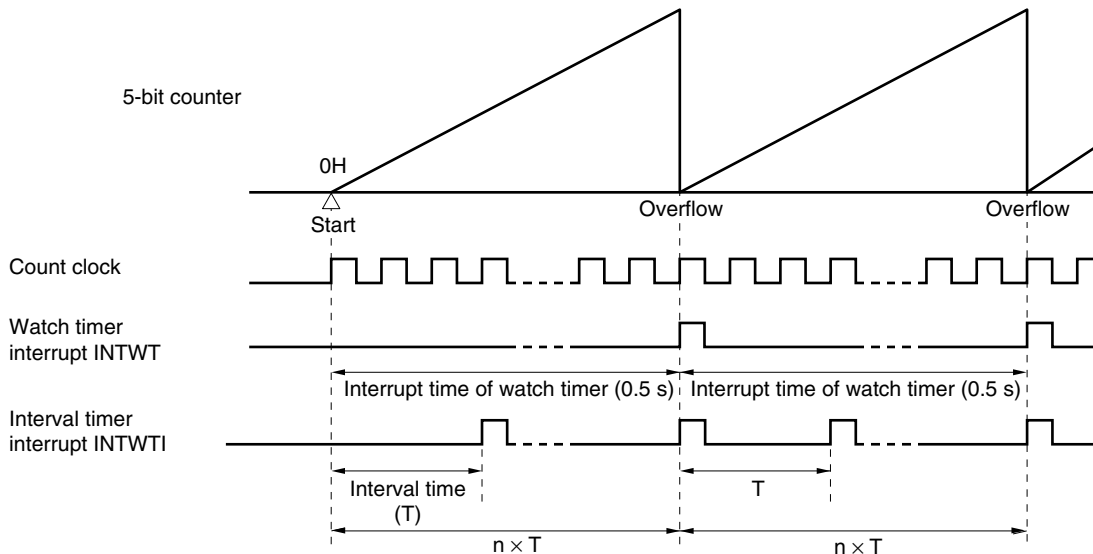 5-bit counter
0H
Start
Overflow
Overflow
Count clock
Watch timer
interrupt INTWT
Interrupt time of watch timer (0.5 s)
Interrupt time of watch timer (0.5 s)
Interval timer
interrupt INTWTI
Interval time
(T)
T
n × T
n × T